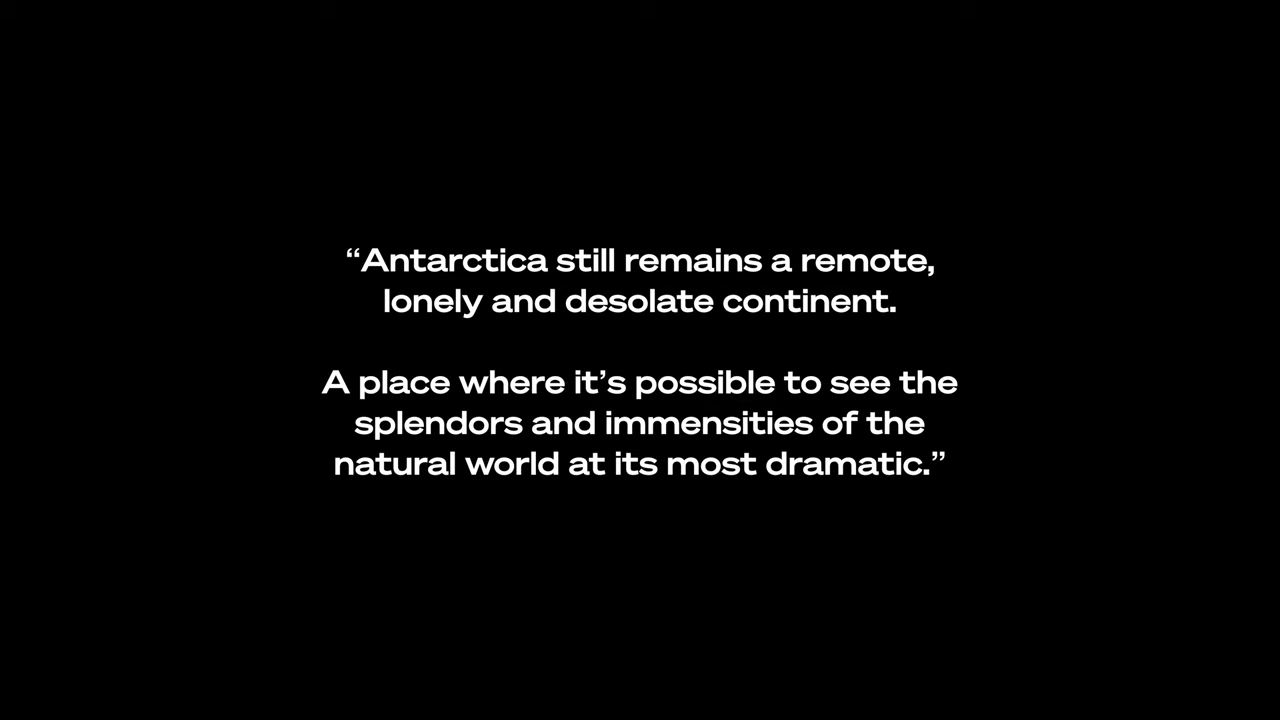 “Antarctica still remains a remote,
lonely and desolate continent.
A place where it’s possible to see the
splendors and immensities of the
natural world at its most dramatic.”